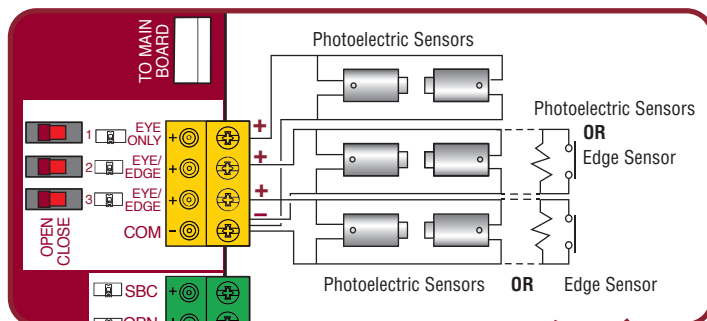 TO MAIN
BOARD
Photoelectric Sensors
Photoelectric Sensors
OR
Edge Sensor
1
EYE
ONLY
+
+
2
EYE/
EDGE
+
+
3
EYE/
EDGE
+
+
COM
-
−
OPEN
CLOSE
Photoelectric Sensors OR Edge Sensor
SBC
+